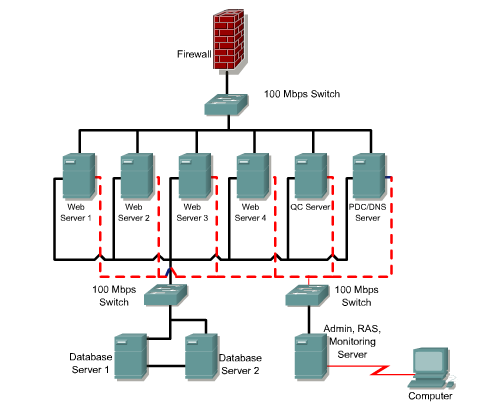 Firewall
100 Mbps Switch
Web
Server 1
Web
Server 2
Web
Server 3
Web
Server 4
QC Server
PDC/DNS
Server
100 Mbps
Switch
100 Mbps
Switch
Database
Server 1
Database
Server 2
Admin, RAS,
Monitoring
Server
Computer